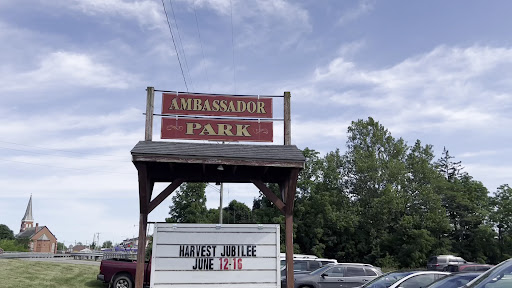 AMBASSADOR
PARK
HARVEST JUBILEE
JUNE 12-16